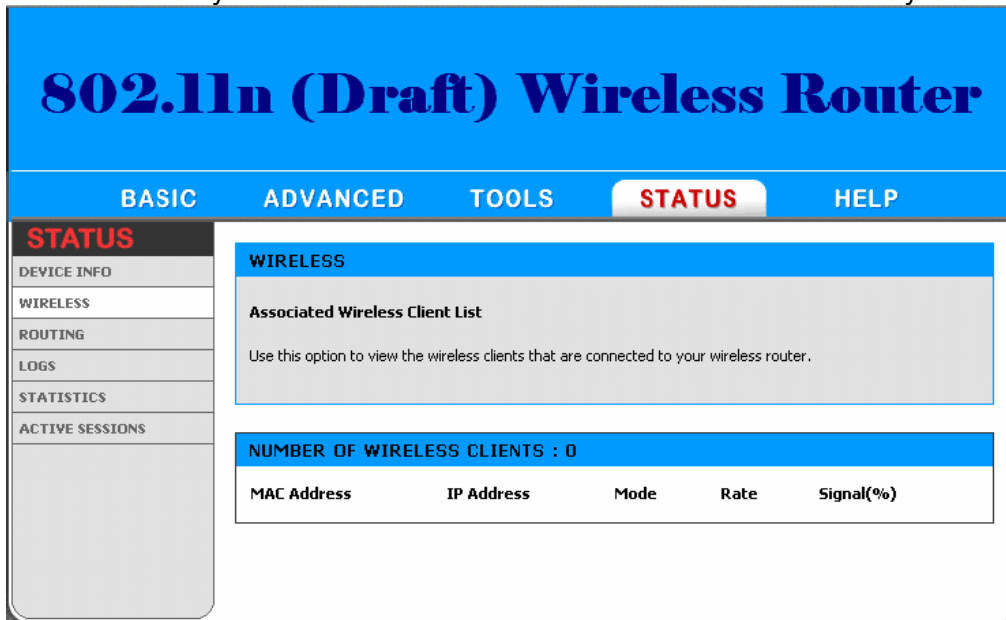 802.11n (Draft) Wireless Router
BASIC ADVANCED TOOLS STATUS HELP
STATUS
DEVICE INFO
WIRELESS
ROUTING
LOGS
STATISTICS
ACTIVE SESSIONS
WIRELESS
Associated Wireless Client List
Use this option to view the wireless clients that are connected to your wireless router.
NUMBER OF WIRELESS CLIENTS : 0
MAC Address IP Address Mode Rate Signal(%)